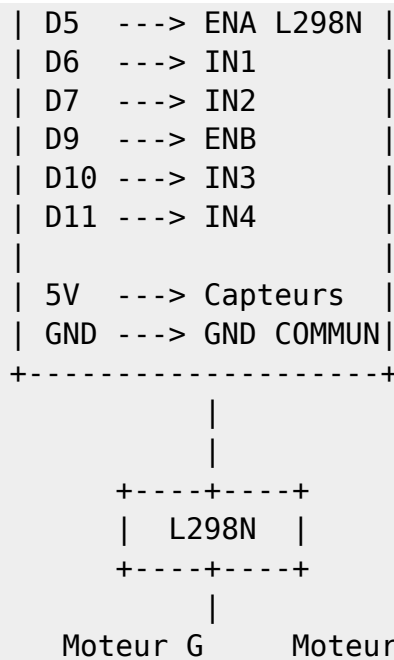 | D5  ---> ENA L298N |
| D6  ---> IN1       |
| D7  ---> IN2       |
| D9  ---> ENB       |
| D10 ---> IN3       |
| D11 ---> IN4       |
|                    |
| 5V  ---> Capteurs  |
| GND ---> GND COMMUN|
+--------------------+
            |
            |
       +----+----+
       |  L298N  |
       +----+----+
            |
    Moteur G     Moteur